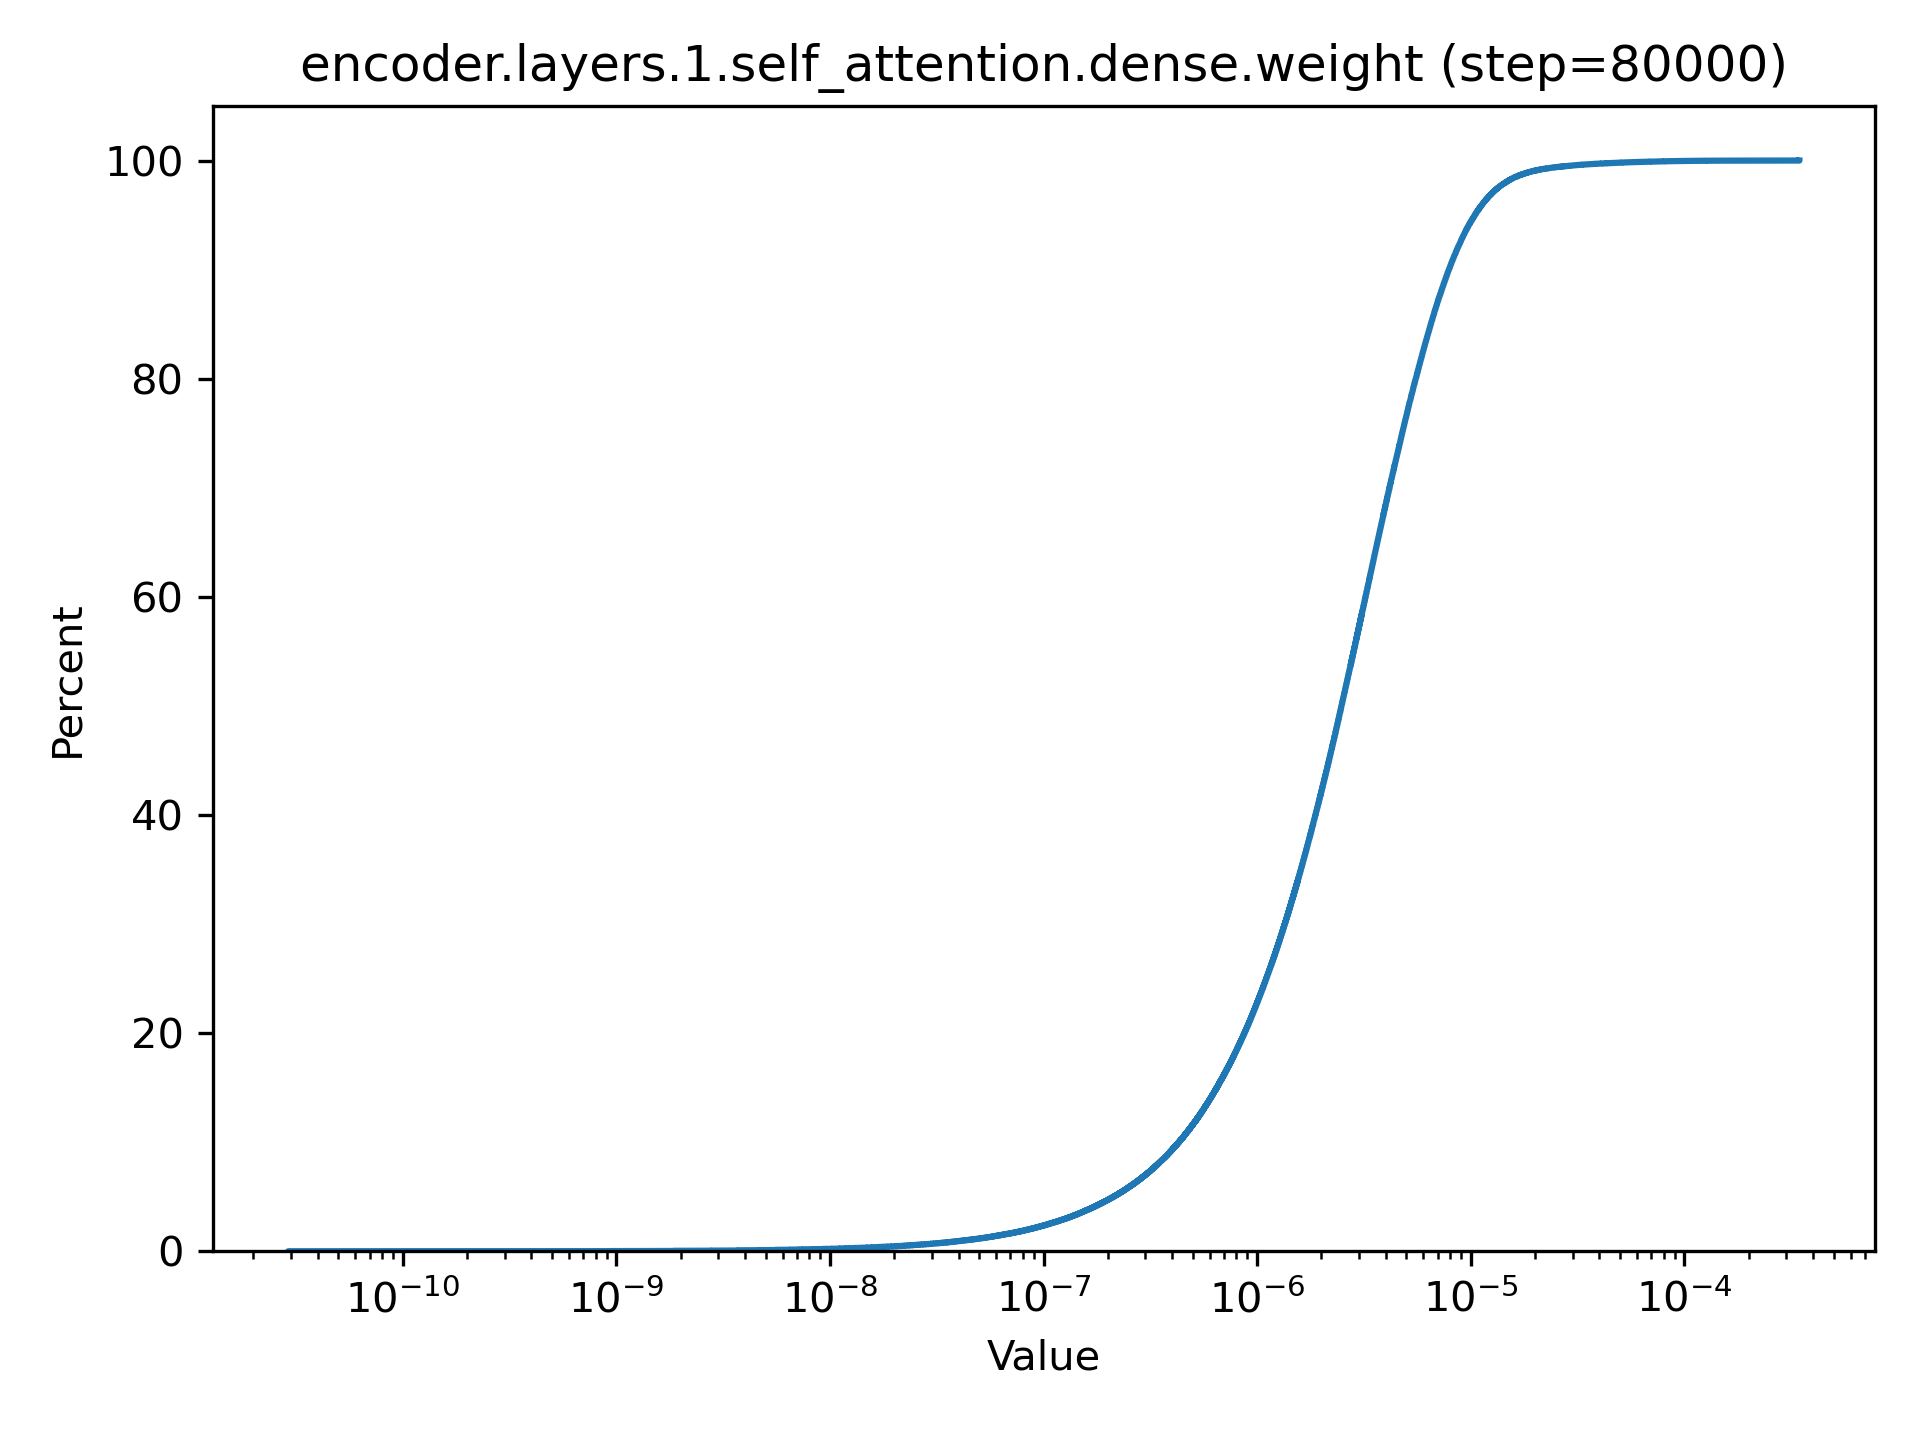 encoder.layers.1.self_attention.dense.weight (step=80000)
100
80
60
40
20
0
Percent
10⁻¹⁰ 10⁻⁹ 10⁻⁸ 10⁻⁷ 10⁻⁶ 10⁻⁵ 10⁻⁴
Value